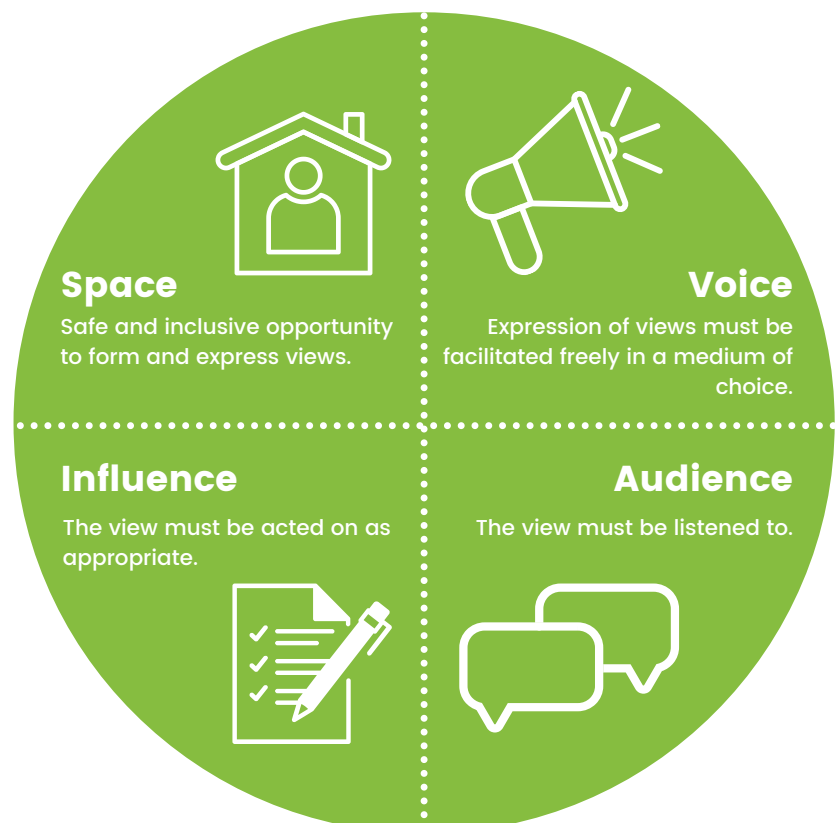 Space
Safe and inclusive opportunity
to form and express views.
Voice
Expression of views must be
facilitated freely in a medium of
choice.
Influence
The view must be acted on as
appropriate.
Audience
The view must be listened to.